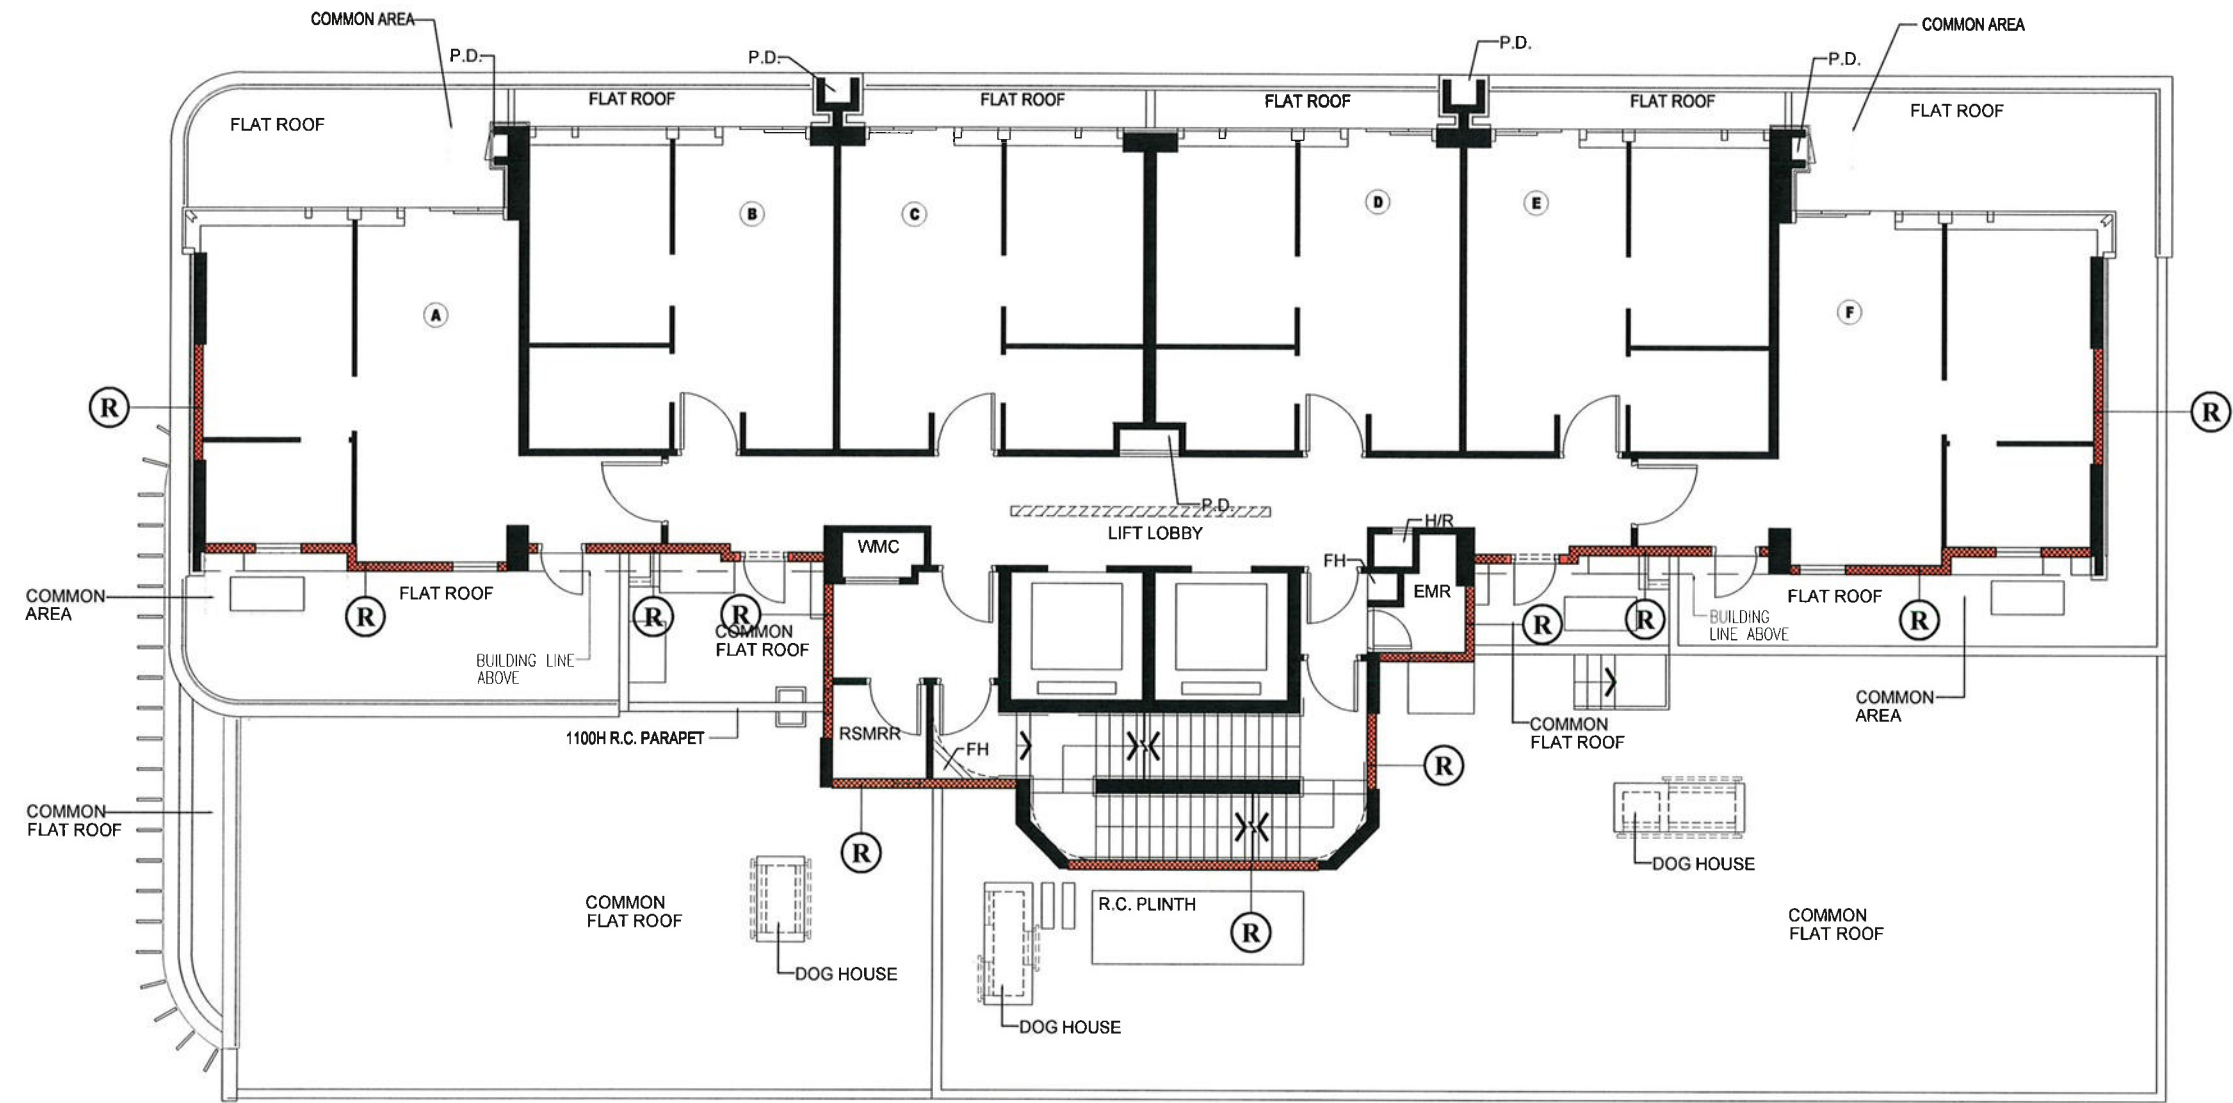 COMMON AREA
COMMON AREA
P.D.
P.D.
P.D.
P.D.
FLAT ROOF
FLAT ROOF
FLAT ROOF
FLAT ROOF
FLAT ROOF
FLAT ROOF
A
B
C
D
E
F
R
R
P.D.
LIFT LOBBY
H/R
WMC
FH
EMR
COMMON
AREA
FLAT ROOF
R
R
R
COMMON
FLAT ROOF
BUILDING LINE
ABOVE
R
R
BUILDING
LINE ABOVE
FLAT ROOF
R
COMMON
AREA
1100H R.C. PARAPET
RSMRR
FH
COMMON
FLAT ROOF
R
COMMON
FLAT ROOF
R
DOG HOUSE
COMMON
FLAT ROOF
DOG HOUSE
R.C. PLINTH
R
DOG HOUSE
COMMON
FLAT ROOF